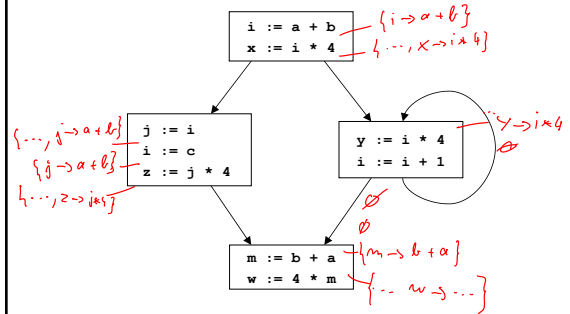 i := a + b
{i → a + b}
x := i * 4
{..., x → i * 4}
{..., j → a + b}
j := i
{j → a + b}
i := c
{..., z → j * 4}
z := j * 4
y := i * 4
... y → i * 4
i := i + 1
∅
∅
∅
m := b + a
{m → b + a}
w := 4 * m
{... w → ...}